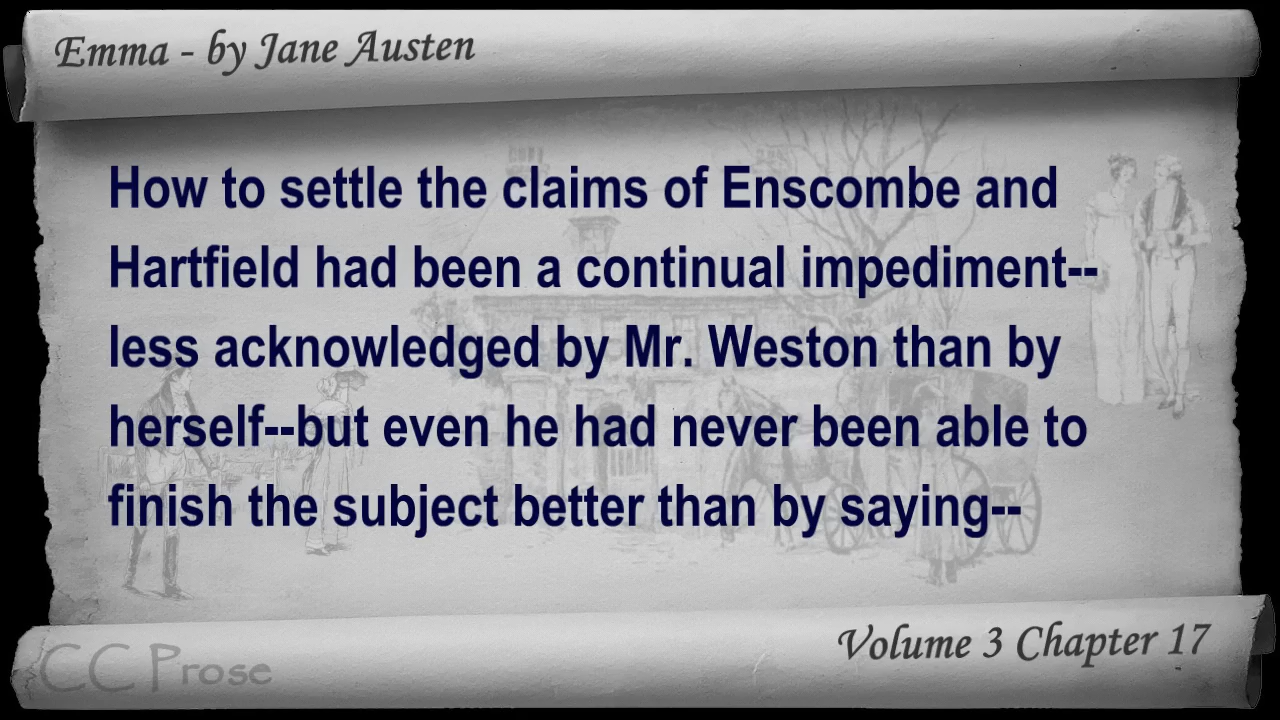 Emma - by Jane Austen
How to settle the claims of Enscombe and
Hartfield had been a continual impediment--
less acknowledged by Mr. Weston than by
herself--but even he had never been able to
finish the subject better than by saying--
Volume 3 Chapter 17
CC Prose